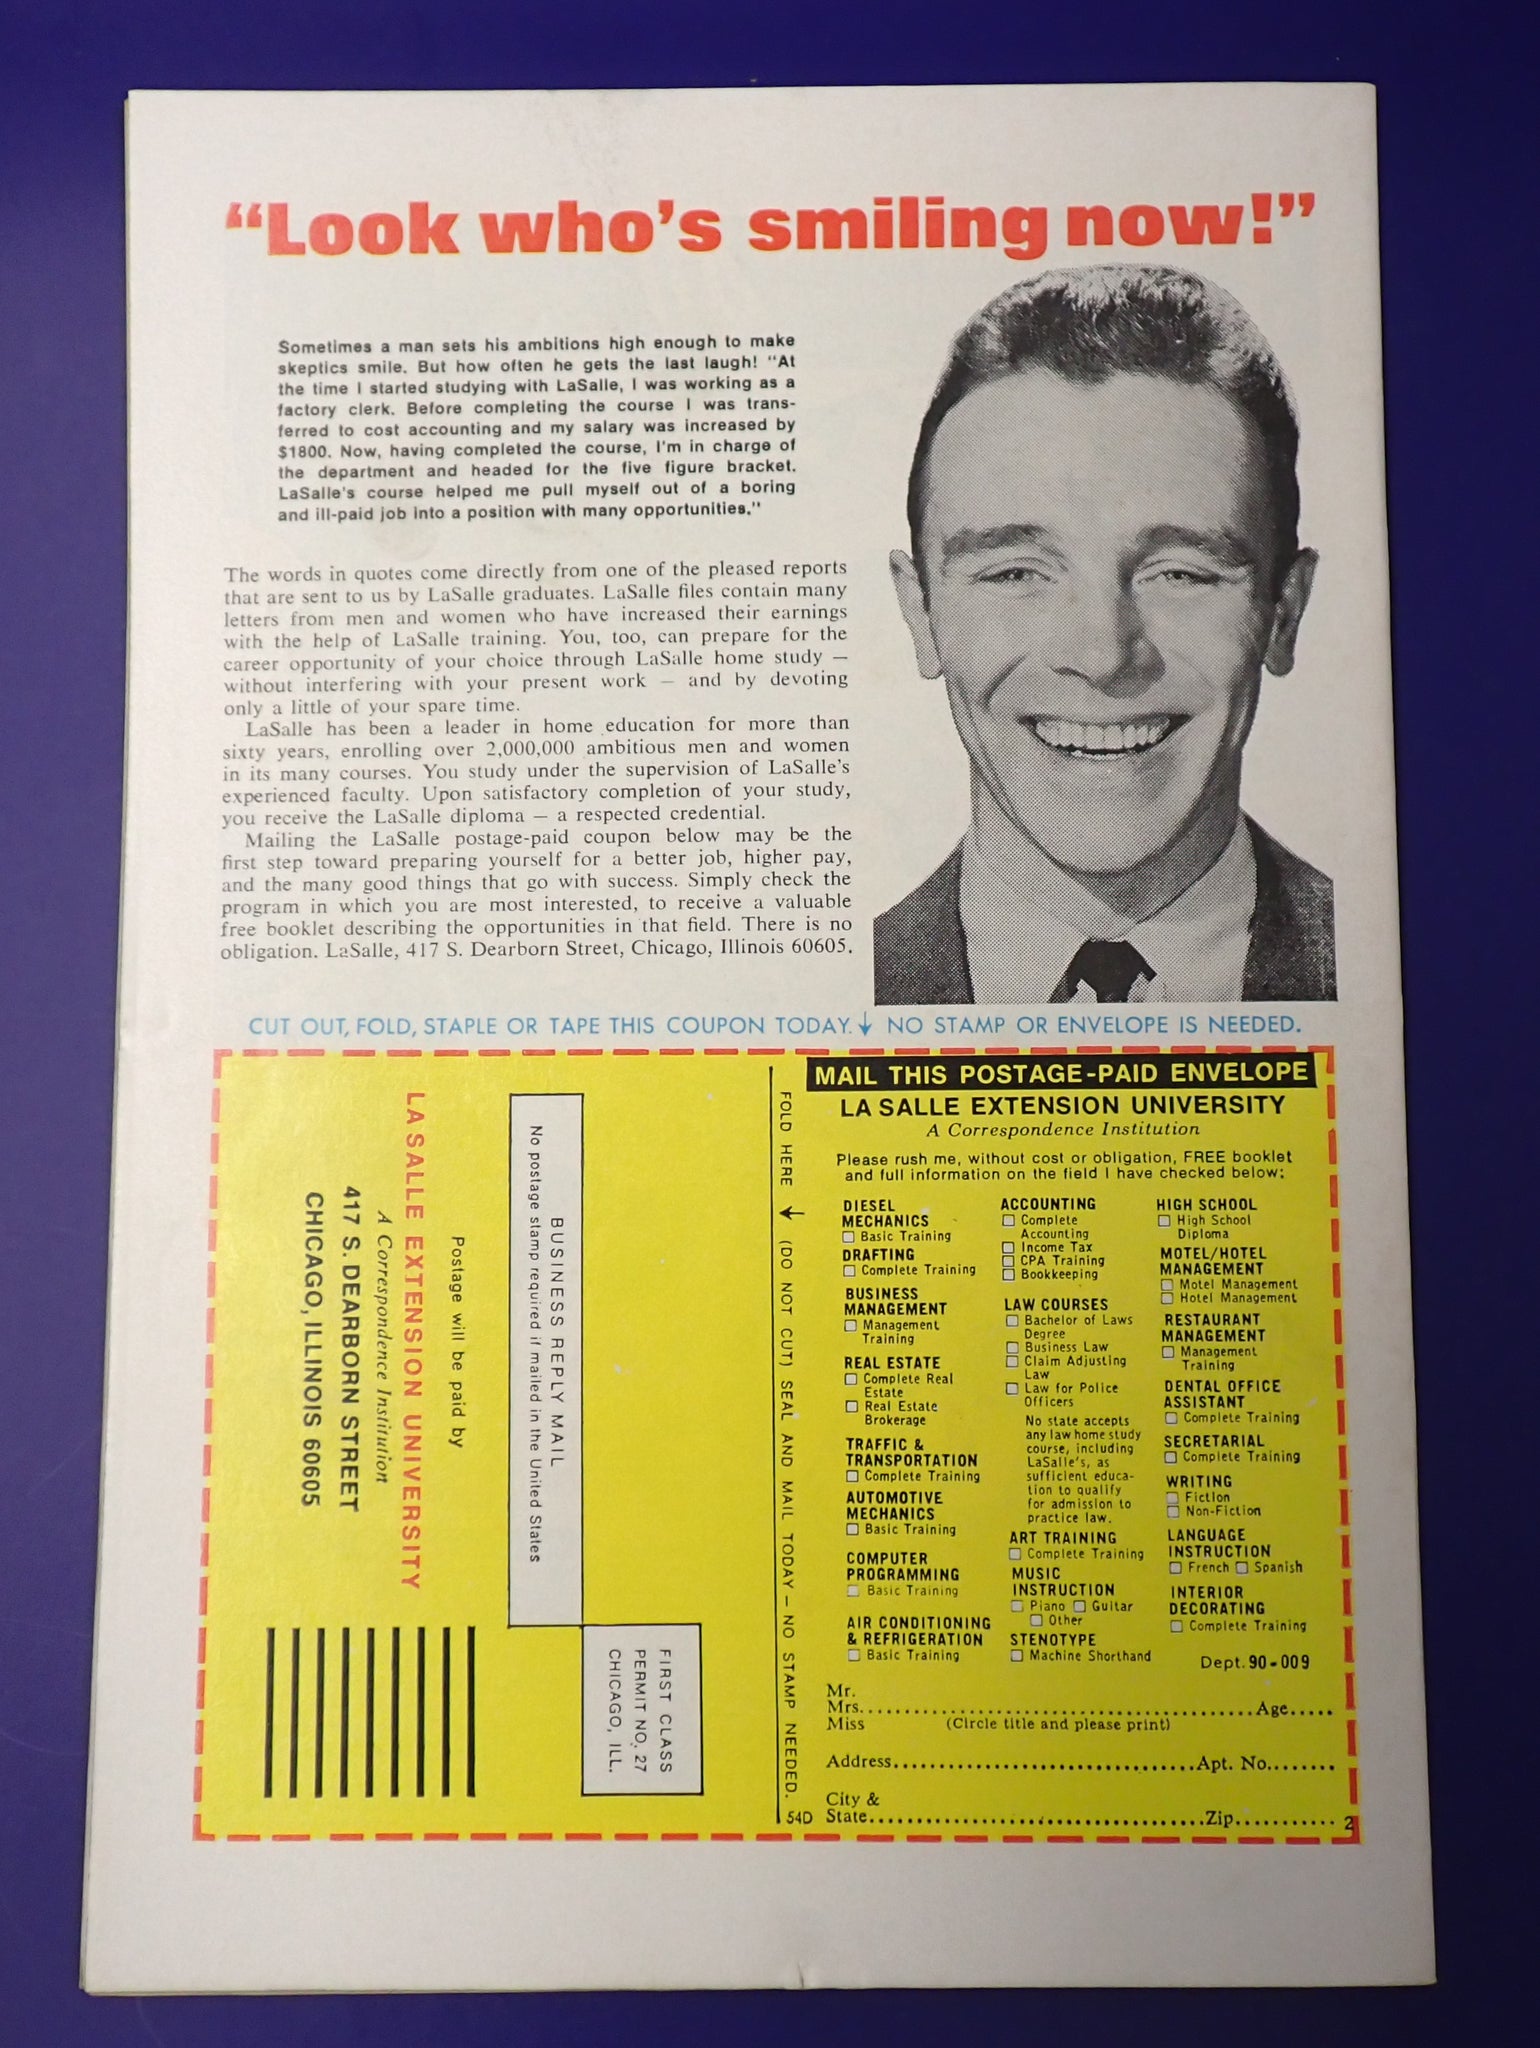 “Look who’s smiling now!”
Sometimes a man sets his ambitions high enough to make
skeptics smile. But how often he gets the last laugh! “At
the time I started studying with LaSalle, I was working as a
factory clerk. Before completing the course I was trans-
ferred to cost accounting and my salary was increased by
$1800. Now, having completed the course, I’m in charge of
the department and headed for the five figure bracket.
LaSalle’s course helped me pull myself out of a boring
and ill-paid job into a position with many opportunities.”
The words in quotes come directly from one of the pleased reports
that are sent to us by LaSalle graduates. LaSalle files contain many
letters from men and women who have increased their earnings
with the help of LaSalle training. You, too, can prepare for the
career opportunity of your choice through LaSalle home study —
without interfering with your present work — and by devoting
only a little of your spare time.
LaSalle has been a leader in home education for more than
sixty years, enrolling over 2,000,000 ambitious men and women
in its many courses. You study under the supervision of LaSalle’s
experienced faculty. Upon satisfactory completion of your study,
you receive the LaSalle diploma — a respected credential.
Mailing the LaSalle postage-paid coupon below may be the
first step toward preparing yourself for a better job, higher pay,
and the many good things that go with success. Simply check the
program in which you are most interested, to receive a valuable
free booklet describing the opportunities in that field. There is no
obligation. LaSalle, 417 S. Dearborn Street, Chicago, Illinois 60605.
CUT OUT, FOLD, STAPLE OR TAPE THIS COUPON TODAY. ↓ NO STAMP OR ENVELOPE IS NEEDED.
FIRST CLASS
PERMIT NO. 27
CHICAGO, ILL.
BUSINESS REPLY MAIL
No postage stamp required if mailed in the United States
Postage will be paid by
LA SALLE EXTENSION UNIVERSITY
A Correspondence Institution
417 S. DEARBORN STREET
CHICAGO, ILLINOIS 60605
FOLD HERE → (DO NOT CUT) SEAL AND MAIL TODAY — NO STAMP NEEDED.
54D
MAIL THIS POSTAGE-PAID ENVELOPE
LA SALLE EXTENSION UNIVERSITY
A Correspondence Institution
Please rush me, without cost or obligation, FREE booklet
and full information on the field I have checked below:
DIESEL
MECHANICS
☐ Basic Training
DRAFTING
☐ Complete Training
BUSINESS
MANAGEMENT
☐ Management
Training
REAL ESTATE
☐ Complete Real
Estate
☐ Real Estate
Brokerage
TRAFFIC &
TRANSPORTATION
☐ Complete Training
AUTOMOTIVE
MECHANICS
☐ Basic Training
COMPUTER
PROGRAMMING
☐ Basic Training
AIR CONDITIONING
& REFRIGERATION
☐ Basic Training
ACCOUNTING
☐ Complete
Accounting
☐ Income Tax
☐ CPA Training
☐ Bookkeeping
LAW COURSES
☐ Bachelor of Laws
Degree
☐ Business Law
☐ Claim Adjusting
Law
☐ Law for Police
Officers
No state accepts
any law home study
course, including
LaSalle’s, as
sufficient educa-
tion to qualify
for admission to
practice law.
ART TRAINING
☐ Complete Training
MUSIC
INSTRUCTION
☐ Piano ☐ Guitar
☐ Other
STENOTYPE
☐ Machine Shorthand
HIGH SCHOOL
☐ High School
Diploma
MOTEL/HOTEL
MANAGEMENT
☐ Motel Management
☐ Hotel Management
RESTAURANT
MANAGEMENT
☐ Management
Training
DENTAL OFFICE
ASSISTANT
☐ Complete Training
SECRETARIAL
☐ Complete Training
WRITING
☐ Fiction
☐ Non-Fiction
LANGUAGE
INSTRUCTION
☐ French ☐ Spanish
INTERIOR
DECORATING
☐ Complete Training
Dept. 90-009
Mr.
Mrs. Age
Miss (Circle title and please print)
Address Apt. No.
City &
State Zip
2